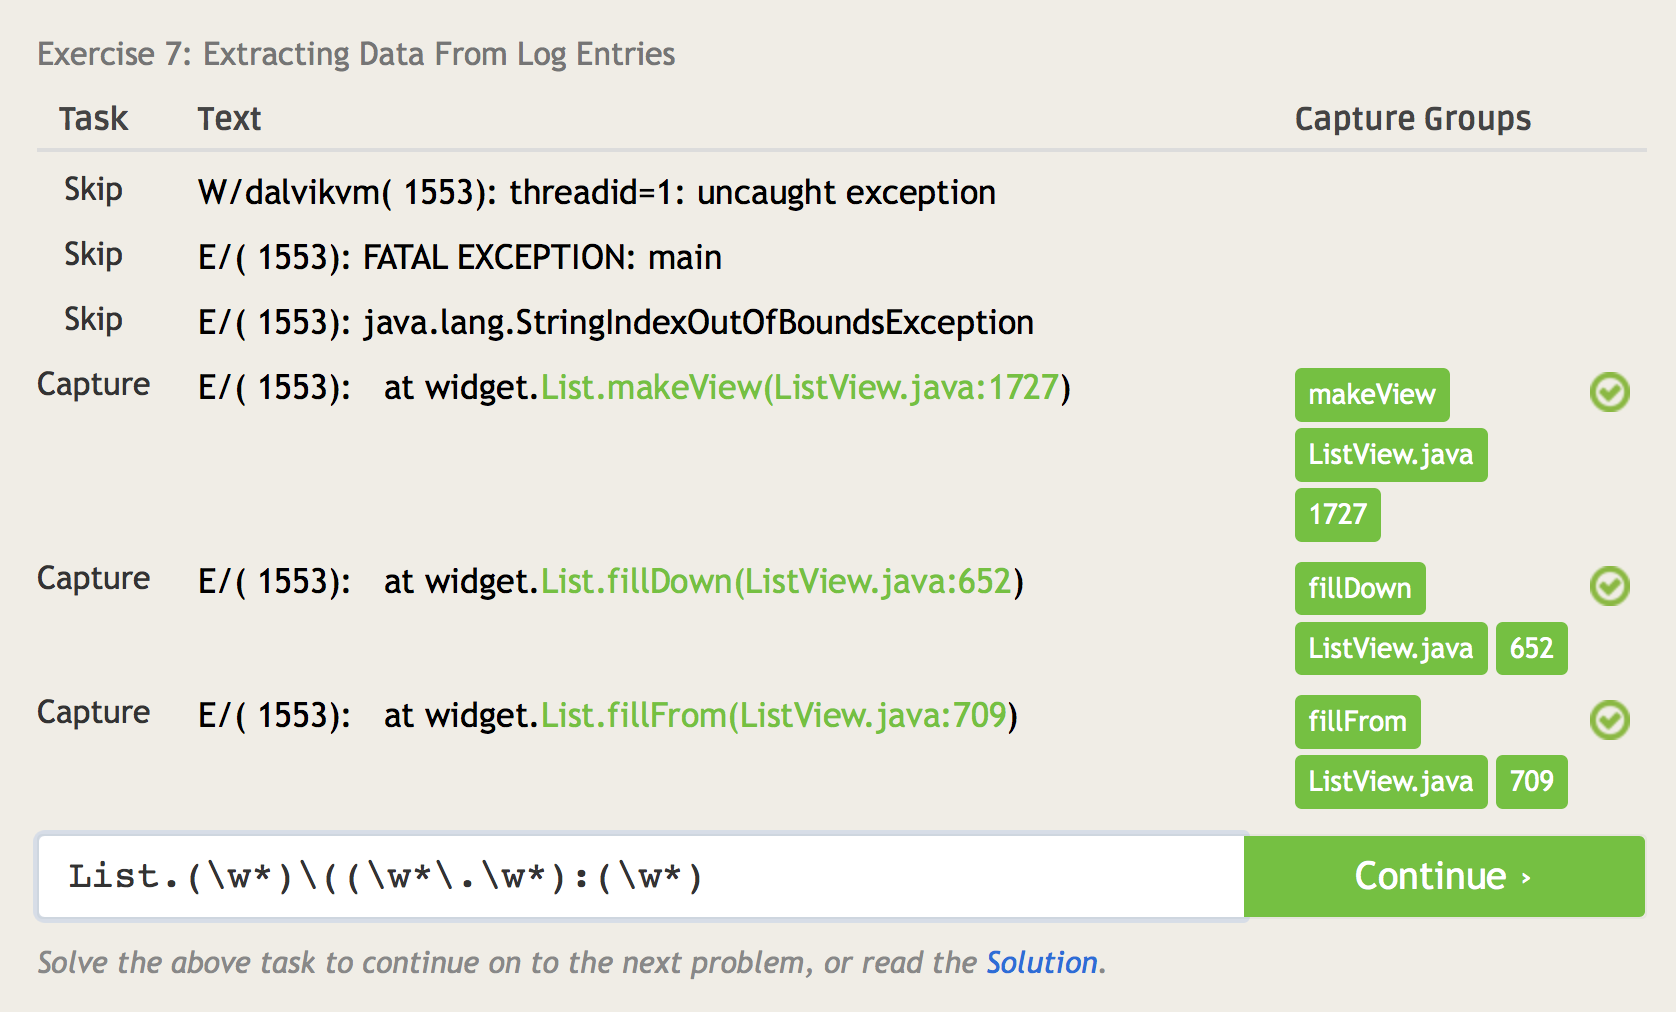 Exercise 7: Extracting Data From Log Entries
Task Text Capture Groups
Skip W/dalvikvm( 1553): threadid=1: uncaught exception
Skip E/( 1553): FATAL EXCEPTION: main
Skip E/( 1553): java.lang.StringIndexOutOfBoundsException
Capture E/( 1553):   at widget.List.makeView(ListView.java:1727) makeView
ListView.java
1727
Capture E/( 1553):   at widget.List.fillDown(ListView.java:652) fillDown
ListView.java 652
Capture E/( 1553):   at widget.List.fillFrom(ListView.java:709) fillFrom
ListView.java 709
List.(\w*)\((\w*\.\w*):(\w*) Continue ›
Solve the above task to continue on to the next problem, or read the Solution.